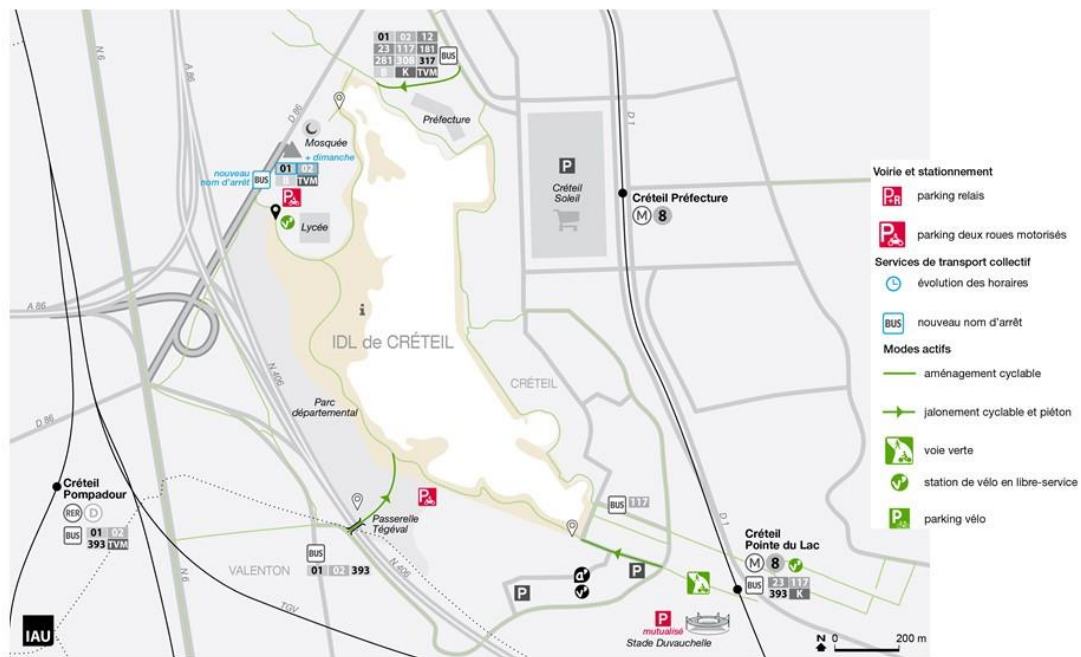 N 6
A 86
D 86
01 02 12
23 117 181
281 308 317
B K TVM
BUS
Préfecture
Mosquée
+ dimanche
nouveau
nom d'arrêt
BUS
01 02
B TVM
P
Lycée
P
Créteil
Soleil
D 1
Créteil Préfecture
M 8
A 86
N 406
i
IDL de CRÉTEIL
CRÉTEIL
Parc
départemental
D 86
Créteil
Pompadour
RER D
BUS 01 02
393 TVM
P
Passerelle
Tégéval
BUS
01 02 393
VALENTON
N 406
N 6
TGV
BUS 117
D 1
Créteil
Pointe du Lac
M 8
BUS 23 117
393 K
P
P
P
mutualisé
Stade Duvauchelle
IAU
N 0 200 m
Voirie et stationnement
P+R parking relais
P parking deux roues motorisés
Services de transport collectif
évolution des horaires
BUS nouveau nom d'arrêt
Modes actifs
aménagement cyclable
jalonement cyclable et piéton
voie verte
station de vélo en libre-service
P parking vélo